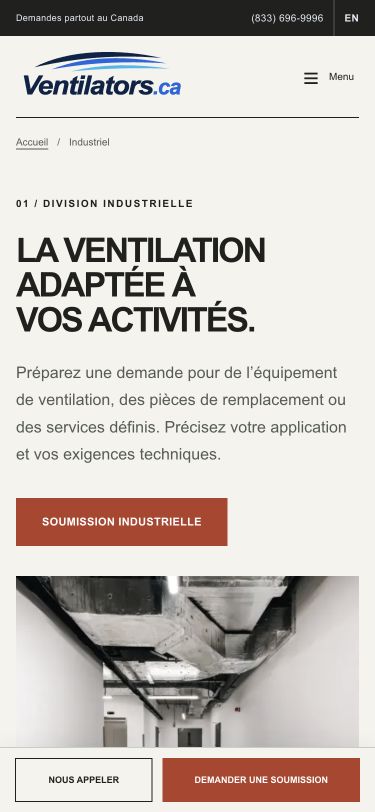 Demandes partout au Canada
(833) 696-9996
EN
Ventilators.ca
Menu
Accueil / Industriel
01 / DIVISION INDUSTRIELLE
LA VENTILATION
ADAPTÉE À
VOS ACTIVITÉS.
Préparez une demande pour de l’équipement
de ventilation, des pièces de remplacement ou
des services définis. Précisez votre application
et vos exigences techniques.
SOUMISSION INDUSTRIELLE
NOUS APPELER
DEMANDER UNE SOUMISSION